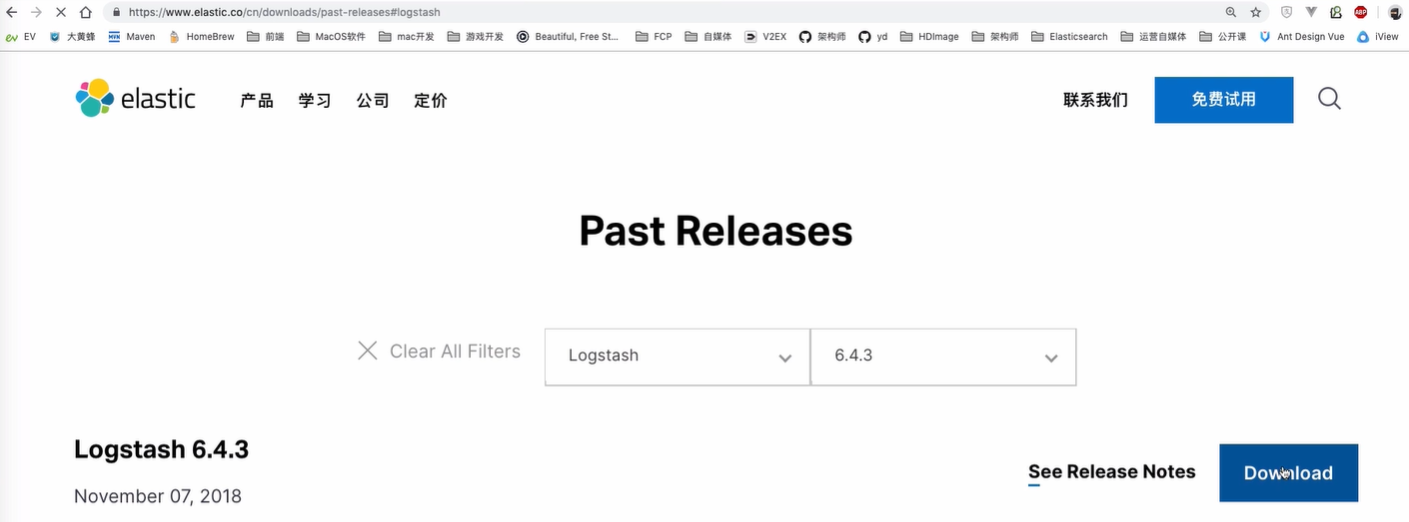 https://www.elastic.co/cn/downloads/past-releases#logstash
EV 大黄蜂 Maven HomeBrew 前端 MacOS软件 mac开发 游戏开发 Beautiful, Free St... FCP 自媒体 V2EX 架构师 yd HDImage 架构师 Elasticsearch 运营自媒体 公开课 Ant Design Vue iView
elastic 产品 学习 公司 定价 联系我们 免费试用
Past Releases
Clear All Filters Logstash 6.4.3
Logstash 6.4.3
See Release Notes Download
November 07, 2018